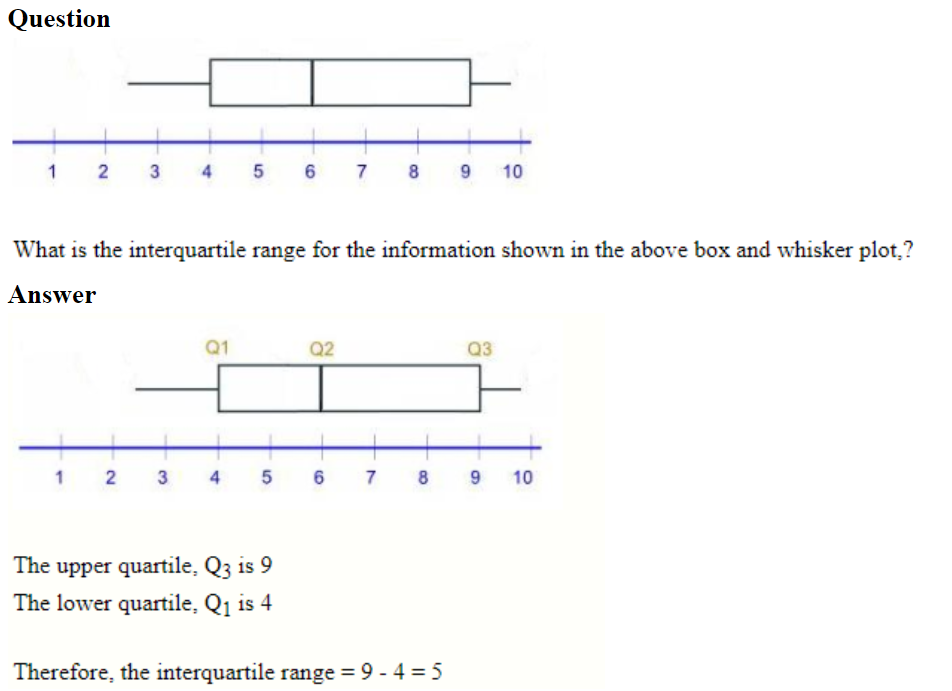 Question
1 2 3 4 5 6 7 8 9 10
What is the interquartile range for the information shown in the above box and whisker plot,?
Answer
Q1 Q2 Q3
1 2 3 4 5 6 7 8 9 10
The upper quartile, Q3 is 9
The lower quartile, Q1 is 4
Therefore, the interquartile range = 9 - 4 = 5